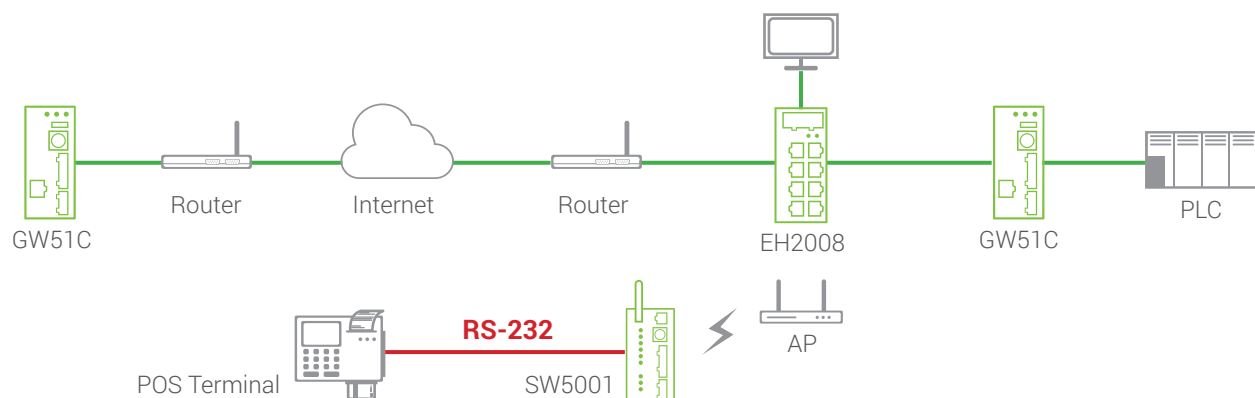 Router
Internet
Router
PLC
GW51C
EH2008
GW51C
RS-232
AP
POS Terminal
SW5001